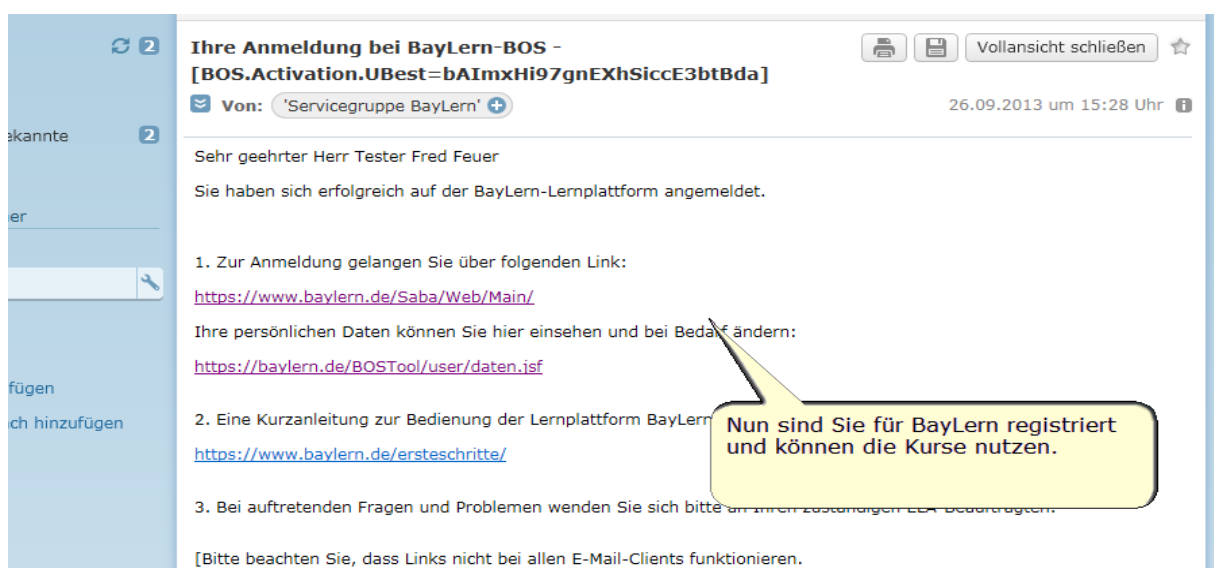 2
Ihre Anmeldung bei BayLern-BOS -
[BOS.Activation.UBest=bAImxHi97gnEXhSiccE3btBda]
Vollansicht schließen
Von: 'Servicegruppe BayLern'
26.09.2013 um 15:28 Uhr
ekannte 2
er
fügen
ch hinzufügen
Sehr geehrter Herr Tester Fred Feuer
Sie haben sich erfolgreich auf der BayLern-Lernplattform angemeldet.
1. Zur Anmeldung gelangen Sie über folgenden Link:
https://www.baylern.de/Saba/Web/Main/
Ihre persönlichen Daten können Sie hier einsehen und bei Bedarf ändern:
https://baylern.de/BOSTool/user/daten.jsf
2. Eine Kurzanleitung zur Bedienung der Lernplattform BayLern
https://www.baylern.de/ersteschritte/
3. Bei auftretenden Fragen und Problemen wenden Sie sich bitte
[Bitte beachten Sie, dass Links nicht bei allen E-Mail-Clients funktionieren.
Nun sind Sie für BayLern registriert
und können die Kurse nutzen.